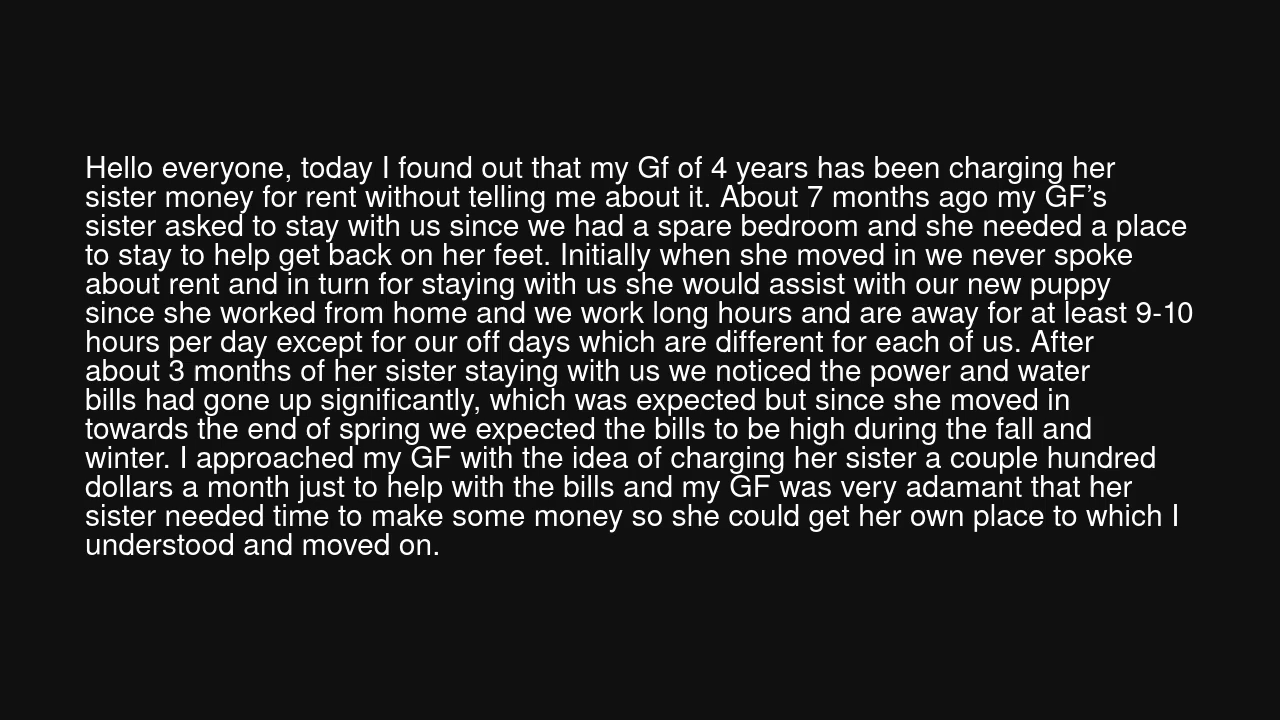 Hello everyone, today I found out that my Gf of 4 years has been charging her
sister money for rent without telling me about it. About 7 months ago my GF’s
sister asked to stay with us since we had a spare bedroom and she needed a place
to stay to help get back on her feet. Initially when she moved in we never spoke
about rent and in turn for staying with us she would assist with our new puppy
since she worked from home and we work long hours and are away for at least 9-10
hours per day except for our off days which are different for each of us. After
about 3 months of her sister staying with us we noticed the power and water
bills had gone up significantly, which was expected but since she moved in
towards the end of spring we expected the bills to be high during the fall and
winter. I approached my GF with the idea of charging her sister a couple hundred
dollars a month just to help with the bills and my GF was very adamant that her
sister needed time to make some money so she could get her own place to which I
understood and moved on.